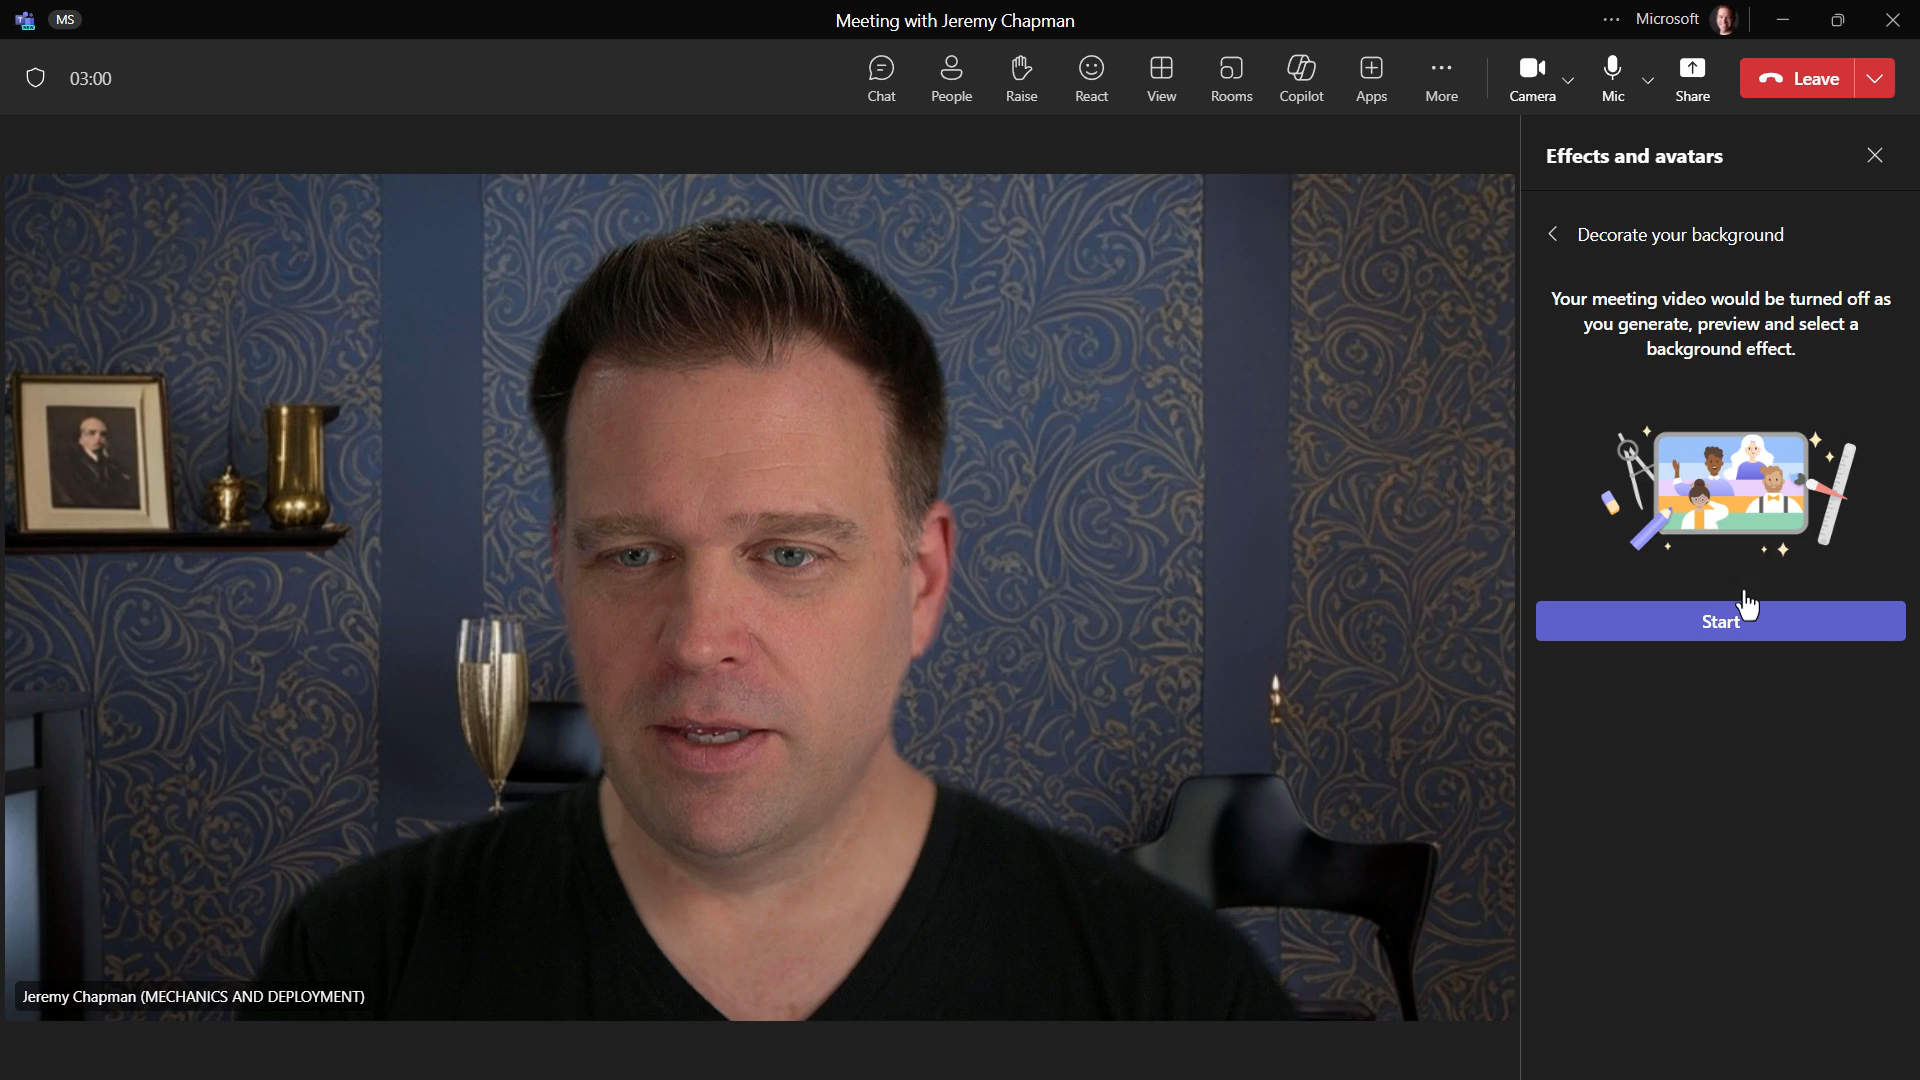 MS
Meeting with Jeremy Chapman
Microsoft
03:00
Chat
People
Raise
React
View
Rooms
Copilot
Apps
More
Camera
Mic
Share
Leave
Effects and avatars
Decorate your background
Your meeting video would be turned off as
you generate, preview and select a
background effect.
Start
Jeremy Chapman (MECHANICS AND DEPLOYMENT)